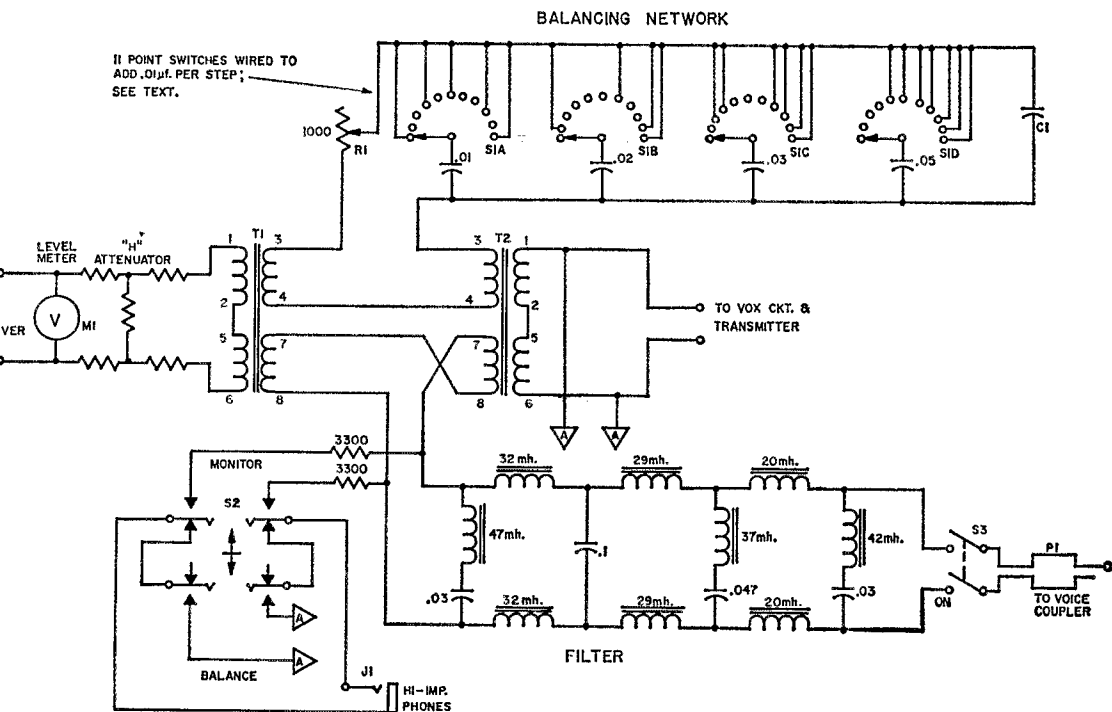 BALANCING NETWORK
11 POINT SWITCHES WIRED TO
ADD .01µf. PER STEP;
SEE TEXT.
1000
R1
S1A
S1B
S1C
S1D
C1
.01
.02
.03
.05
LEVEL
METER
"H"
ATTENUATOR
T1
T2
1
3
3
1
2
4
4
2
V
M1
VER
5
7
7
5
6
8
8
6
TO VOX CKT. &
TRANSMITTER
A
A
3300
MONITOR
3300
S2
32mh.
29mh.
20mh.
47mh.
.1
37mh.
42mh.
S3
P1
.03
.047
.03
32mh.
29mh.
20mh.
ON
TO VOICE
COUPLER
A
A
BALANCE
FILTER
J1
HI-IMP.
PHONES